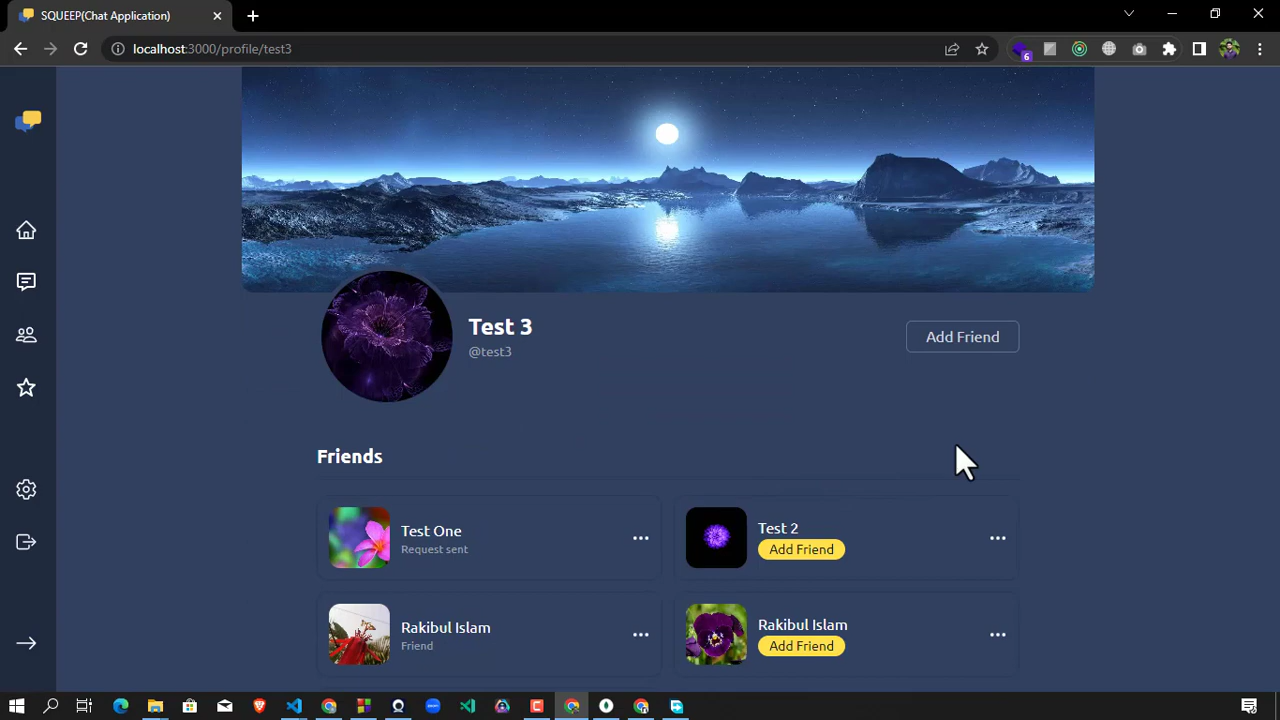 SQUEEP(Chat Application)
localhost:3000/profile/test3
6
Test 3
@test3
Add Friend
Friends
Test One
Request sent
Test 2
Add Friend
Rakibul Islam
Friend
Rakibul Islam
Add Friend